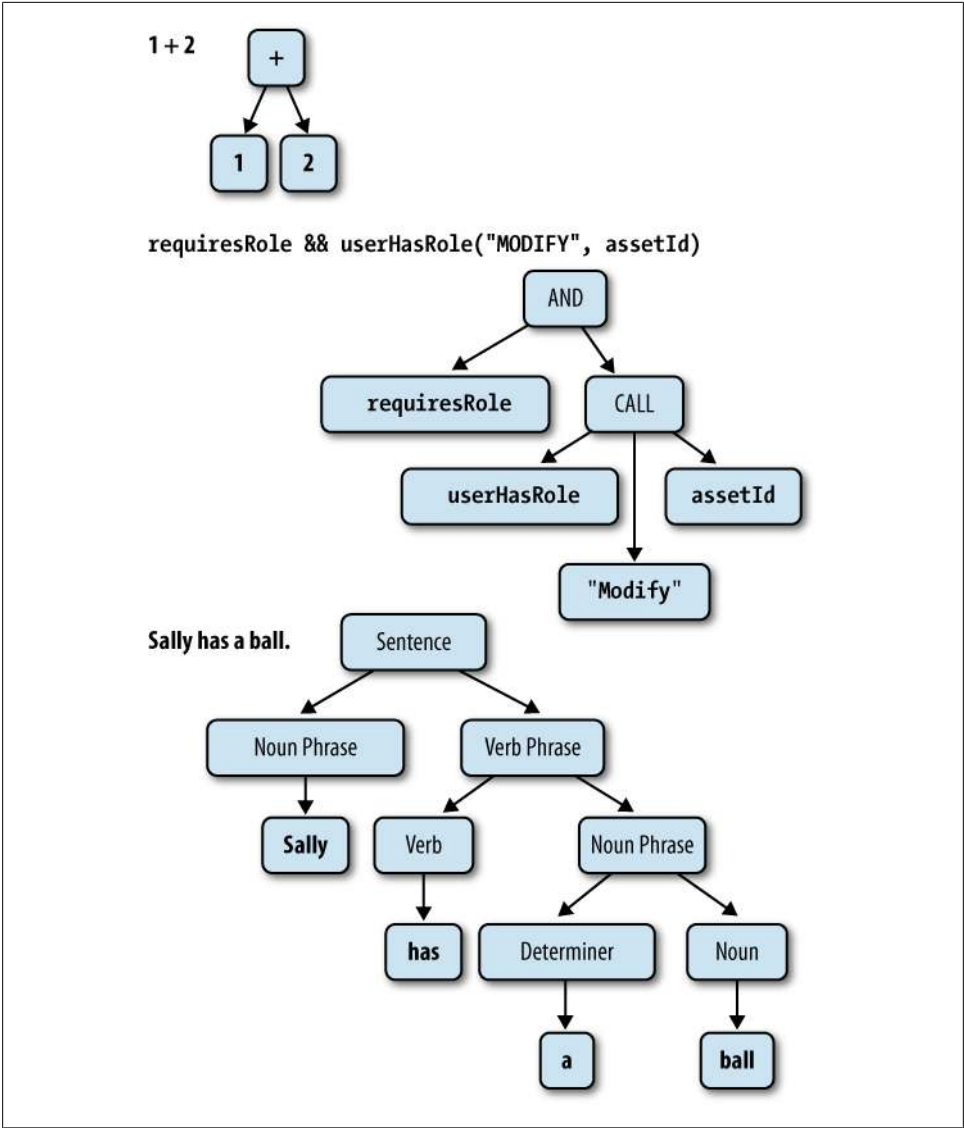 1 + 2
+
1 2
requiresRole && userHasRole("MODIFY", assetId)
AND
requiresRole CALL
userHasRole assetId
"Modify"
Sally has a ball.
Sentence
Noun Phrase Verb Phrase
Sally Verb Noun Phrase
has Determiner Noun
a ball